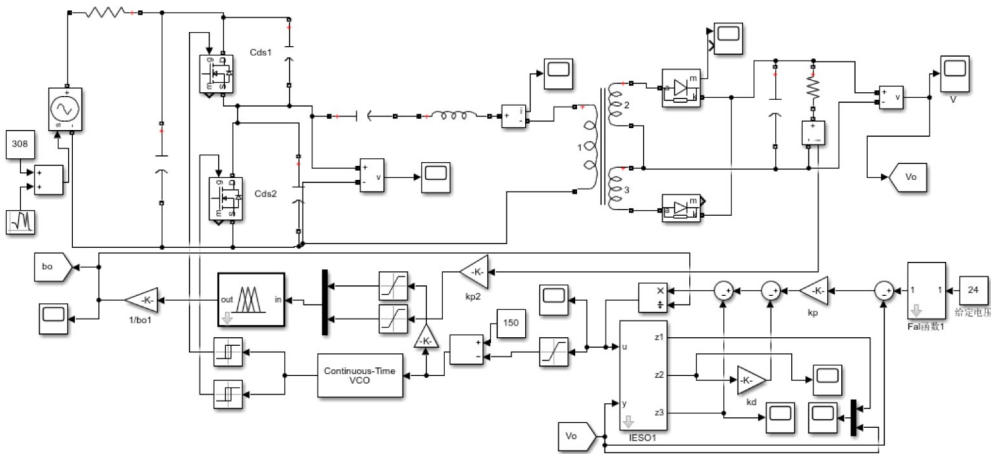 Cds1
i
m
a
k
2
1
3
V
308
v
Cds2
Vo
bo
-K-
1/bo1
out
in
kp2
150
24
给定电压
Fal函数1
kp
Continuous-Time
VCO
u
y
z1
z2
z3
kd
IESO1
Vo